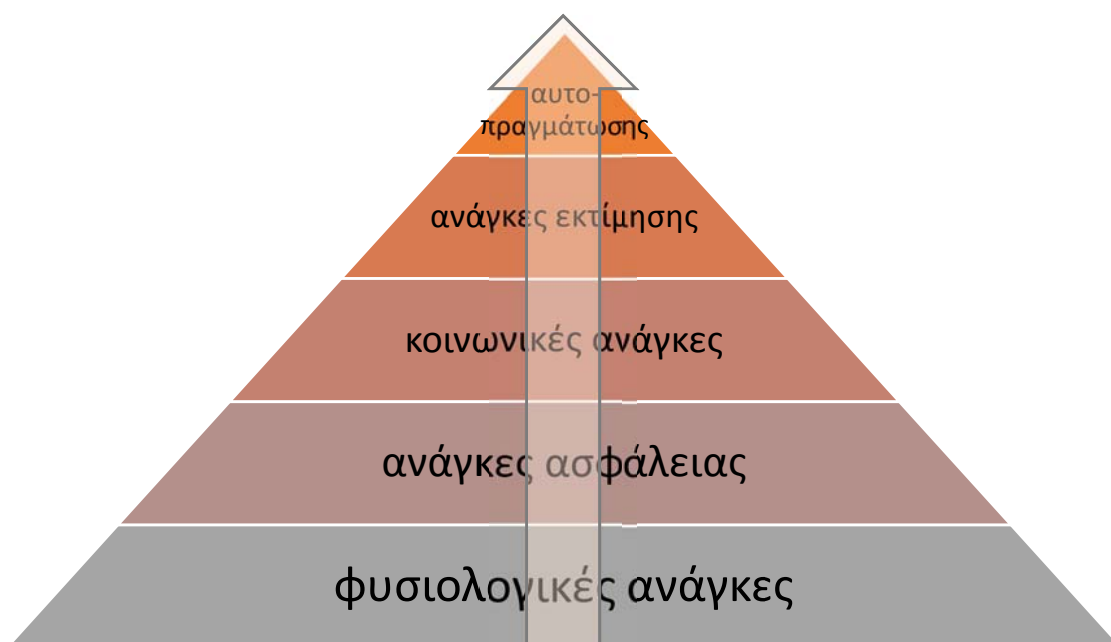 αυτο-
πραγμάτωσης
ανάγκες εκτίμησης
κοινωνικές ανάγκες
ανάγκες ασφάλειας
φυσιολογικές ανάγκες